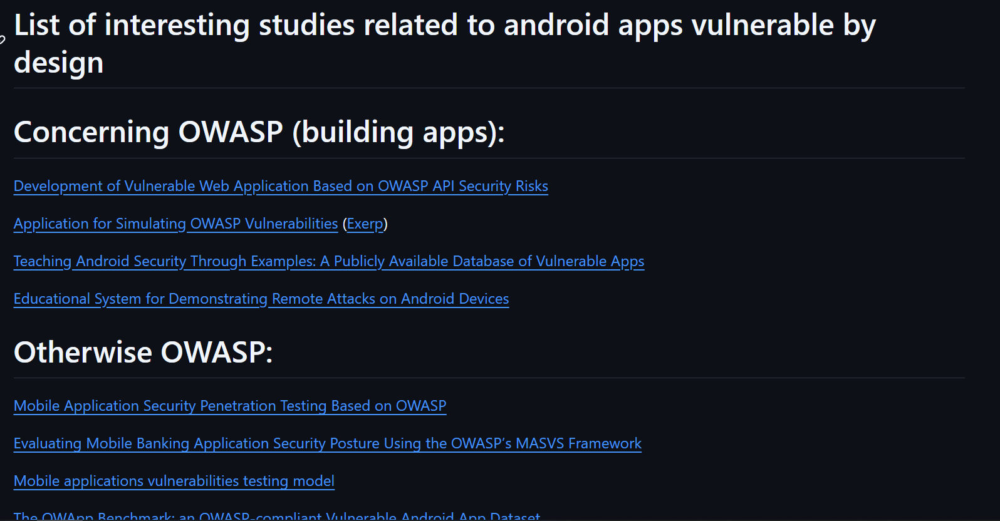 List of interesting studies related to android apps vulnerable by
design
Concerning OWASP (building apps):
Development of Vulnerable Web Application Based on OWASP API Security Risks
Application for Simulating OWASP Vulnerabilities (Exerp)
Teaching Android Security Through Examples: A Publicly Available Database of Vulnerable Apps
Educational System for Demonstrating Remote Attacks on Android Devices
Otherwise OWASP:
Mobile Application Security Penetration Testing Based on OWASP
Evaluating Mobile Banking Application Security Posture Using the OWASP’s MASVS Framework
Mobile applications vulnerabilities testing model
The OWApp Benchmark: an OWASP-compliant Vulnerable Android App Dataset